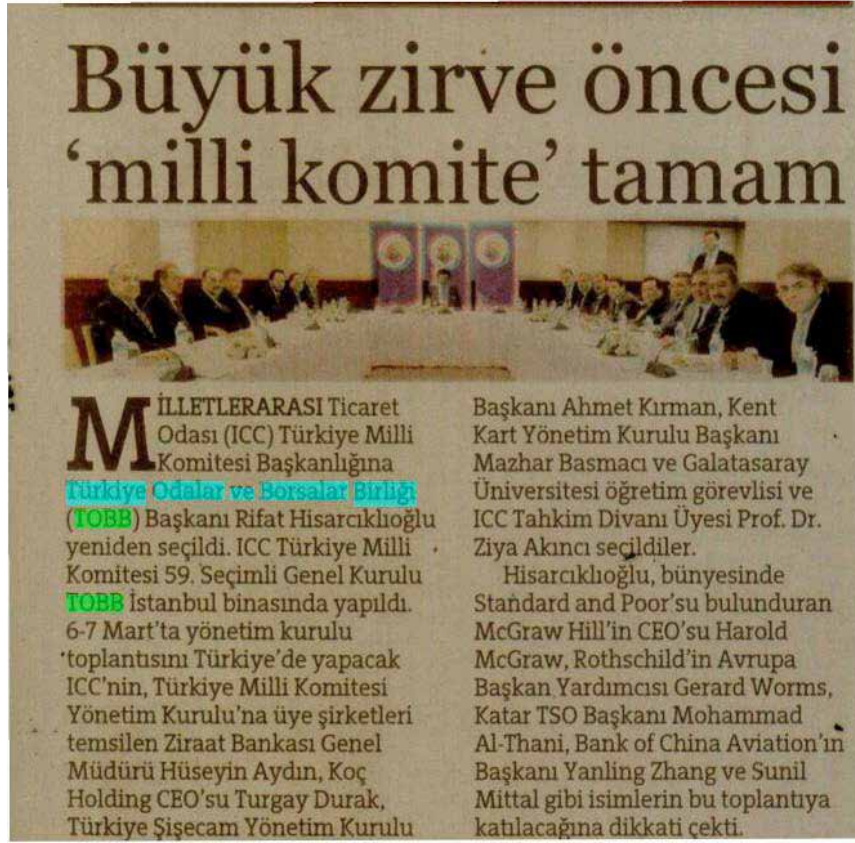 Büyük zirve öncesi
‘milli komite’ tamam
MİLLETLERARASI Ticaret
Odası (ICC) Türkiye Milli
Komitesi Başkanlığına
Türkiye Odalar ve Borsalar Birliği
(TOBB) Başkanı Rifat Hisarcıklıoğlu
yeniden seçildi. ICC Türkiye Milli
Komitesi 59. Seçimli Genel Kurulu
TOBB İstanbul binasında yapıldı.
6-7 Mart’ta yönetim kurulu
toplantısını Türkiye’de yapacak
ICC’nin, Türkiye Milli Komitesi
Yönetim Kurulu’na üye şirketleri
temsilen Ziraat Bankası Genel
Müdürü Hüseyin Aydın, Koç
Holding CEO’su Turgay Durak,
Türkiye Şişecam Yönetim Kurulu
Başkanı Ahmet Kırman, Kent
Kart Yönetim Kurulu Başkanı
Mazhar Basmacı ve Galatasaray
Üniversitesi öğretim görevlisi ve
ICC Tahkim Divanı Üyesi Prof. Dr.
Ziya Akıncı seçildiler.
Hisarcıklıoğlu, bünyesinde
Standard and Poor’su bulunduran
McGraw Hill’in CEO’su Harold
McGraw, Rothschild’in Avrupa
Başkan Yardımcısı Gerard Worms,
Katar TSO Başkanı Mohammad
Al-Thani, Bank of China Aviation’ın
Başkanı Yanling Zhang ve Sunil
Mittal gibi isimlerin bu toplantıya
katılacağına dikkati çekti.